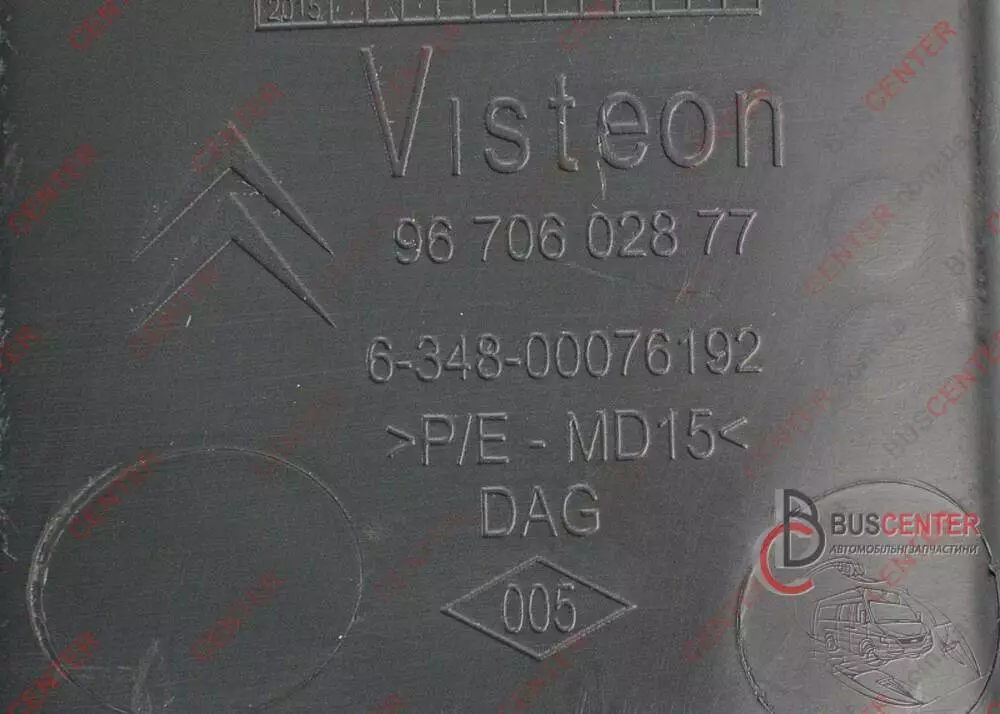 2015
Visteon
96 706 028 77
6-348-00076192
>P/E - MD15<
DAG
005
BUSCENTER
АВТОМОБІЛЬНІ ЗАПЧАСТИНИ